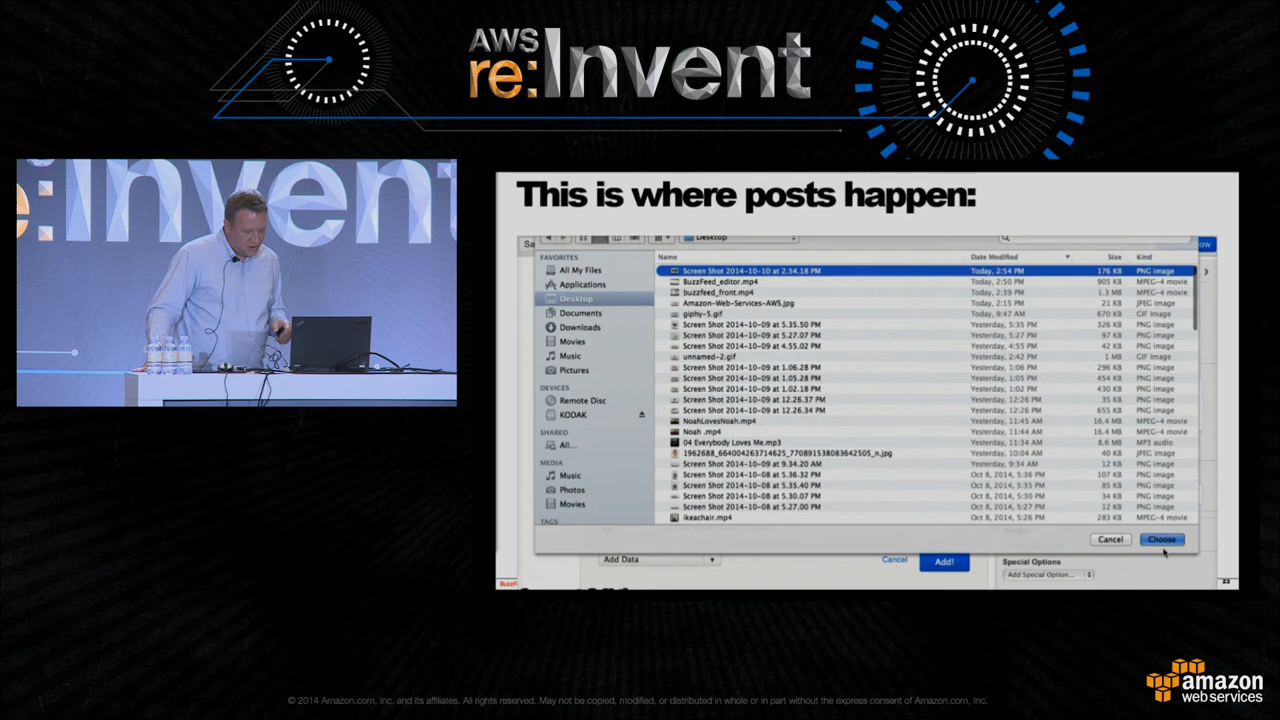 AWS
re:Invent
e:Invent
This is where posts happen:
Desktop
Sa
ow
FAVORITES
All My Files
Applications
Desktop
Documents
Downloads
Movies
Music
Pictures
DEVICES
Remote Disc
KODAK
SHARED
All...
MEDIA
Music
Photos
Movies
TAGS
Name Date Modified Size Kind
Screen Shot 2014-10-10 at 2.54.18 PM Today, 2:54 PM 176 KB PNG image
BuzzFeed_editor.mp4 Today, 2:50 PM 905 KB MPEG-4 movie
buzzfeed_front.mp4 Today, 2:39 PM 1.3 MB MPEG-4 movie
Amazon-Web-Services-AWS.jpg Today, 2:15 PM 21 KB JPEG image
giphy-5.gif Today, 9:47 AM 670 KB GIF Image
Screen Shot 2014-10-09 at 5.35.50 PM Yesterday, 5:35 PM 326 KB PNG image
Screen Shot 2014-10-09 at 5.27.07 PM Yesterday, 5:27 PM 97 KB PNG image
Screen Shot 2014-10-09 at 4.55.02 PM Yesterday, 4:55 PM 42 KB PNG image
unnamed-2.gif Yesterday, 2:42 PM 1 MB GIF Image
Screen Shot 2014-10-09 at 1.06.28 PM Yesterday, 1:06 PM 296 KB PNG image
Screen Shot 2014-10-09 at 1.05.28 PM Yesterday, 1:05 PM 454 KB PNG image
Screen Shot 2014-10-09 at 1.02.18 PM Yesterday, 1:02 PM 430 KB PNG image
Screen Shot 2014-10-09 at 12.26.37 PM Yesterday, 12:26 PM 35 KB PNG image
Screen Shot 2014-10-09 at 12.26.34 PM Yesterday, 12:26 PM 655 KB PNG image
NoahLovesNoah.mp4 Yesterday, 11:45 AM 16.4 MB MPEG-4 movie
Noah .mp4 Yesterday, 11:44 AM 16.4 MB MPEG-4 movie
04 Everybody Loves Me.mp3 Yesterday, 11:34 AM 8.6 MB MP3 audio
1962688_664004263714625_770891538083642505_n.jpg Yesterday, 10:04 AM 40 KB JPEG image
Screen Shot 2014-10-09 at 9.34.20 AM Yesterday, 9:34 AM 12 KB PNG image
Screen Shot 2014-10-08 at 5.36.32 PM Oct 8, 2014, 5:36 PM 107 KB PNG image
Screen Shot 2014-10-08 at 5.35.40 PM Oct 8, 2014, 5:35 PM 85 KB PNG image
Screen Shot 2014-10-08 at 5.30.07 PM Oct 8, 2014, 5:30 PM 34 KB PNG image
Screen Shot 2014-10-08 at 5.27.00 PM Oct 8, 2014, 5:27 PM 12 KB PNG image
ikeachair.mp4 Oct 8, 2014, 5:26 PM 283 KB MPEG-4 movie
Cancel Choose
Add Data Cancel Add!
Special Options
Add Special Option...
BuzzF
23
amazon
web services
© 2014 Amazon.com, Inc. and its affiliates. All rights reserved. May not be copied, modified, or distributed in whole or in part without the express consent of Amazon.com, Inc.